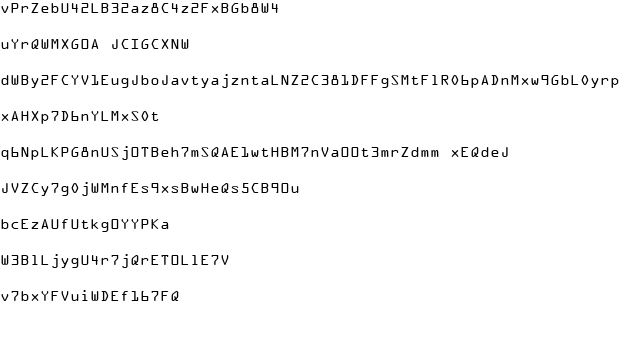 vPrZebU42LB32az8C4z2FxBGb8W4
uYrQWMXGOA JCIGCXNW
dWBy2FCYV1EugJboJavtyajzntaLNZ2C381DFFgSMtF1R06pADnMxw9GbL0yrp
xAHXp7D6nYLMxS0t
q6NpLKPG8nUSjOTBeh7mSQAE1wtHBM7nVaOOt3mrZdmm xEQdeJ
JVZCy7g0jWMnfEs9xsBwHeQs5CB9Ou
bcEzAUfUtkgOYYPKa
W3B1LjygU4r7jQrETOL1E7V
v7bxYFVuiWDEf167FQ